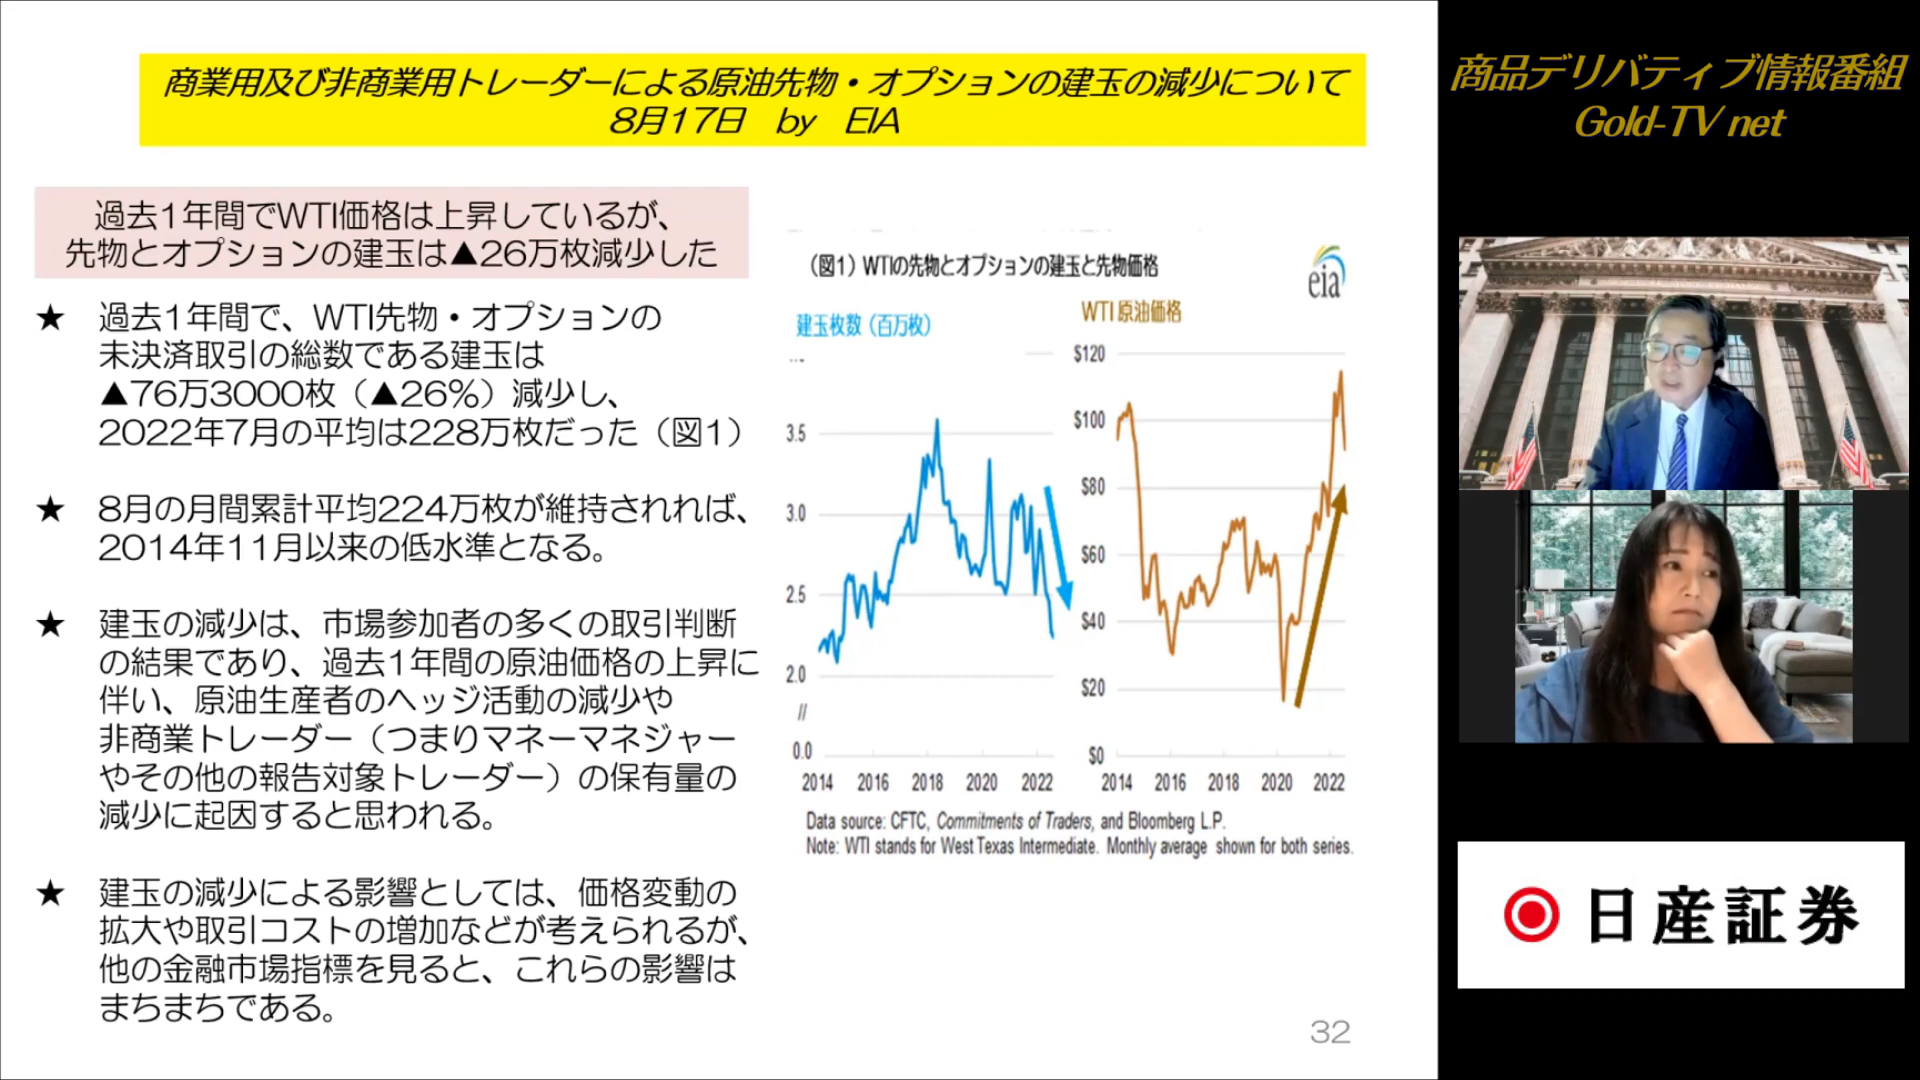 商業用及び非商業用トレーダーによる原油先物・オプションの建玉の減少について
8月17日　by　EIA
過去1年間でWTI価格は上昇しているが、
先物とオプションの建玉は▲26万枚減少した
★ 過去1年間で、WTI先物・オプションの
未決済取引の総数である建玉は
▲76万3000枚（▲26％）減少し、
2022年7月の平均は228万枚だった（図1）
★ 8月の月間累計平均224万枚が維持されれば、
2014年11月以来の低水準となる。
★ 建玉の減少は、市場参加者の多くの取引判断
の結果であり、過去1年間の原油価格の上昇に
伴い、原油生産者のヘッジ活動の減少や
非商業トレーダー（つまりマネーマネジャー
やその他の報告対象トレーダー）の保有量の
減少に起因すると思われる。
★ 建玉の減少による影響としては、価格変動の
拡大や取引コストの増加などが考えられるが、
他の金融市場指標を見ると、これらの影響は
まちまちである。
（図1）WTIの先物とオプションの建玉と先物価格
eia
建玉枚数（百万枚）
3.5
3.0
2.5
2.0
//
0.0
2014 2016 2018 2020 2022
WTI 原油価格
$120
$100
$80
$60
$40
$20
$0
2014 2016 2018 2020 2022
Data source: CFTC, Commitments of Traders, and Bloomberg L.P.
Note: WTI stands for West Texas Intermediate. Monthly average shown for both series.
32
商品デリバティブ情報番組
Gold-TV net
日産証券